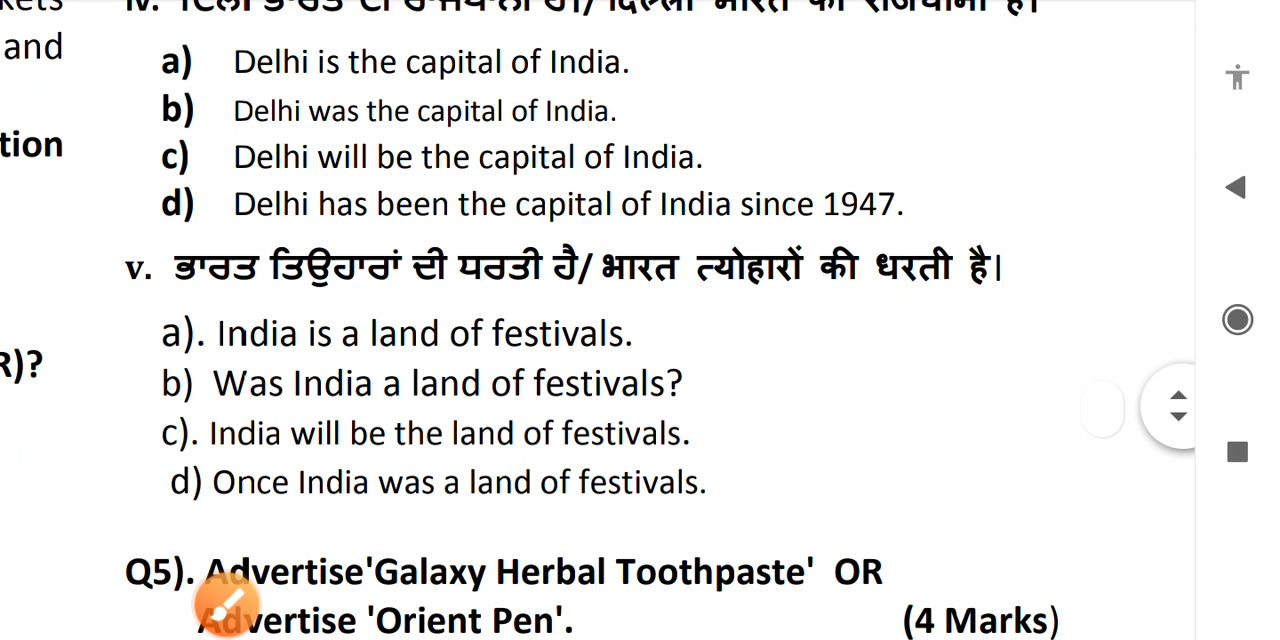 and
a) Delhi is the capital of India.
b) Delhi was the capital of India.
tion
c) Delhi will be the capital of India.
d) Delhi has been the capital of India since 1947.
v. ਭਾਰਤ ਤਿਉਹਾਰਾਂ ਦੀ ਧਰਤੀ ਹੈ/ भारत त्योहारों की धरती है।
a). India is a land of festivals.
R)?
b) Was India a land of festivals?
c). India will be the land of festivals.
d) Once India was a land of festivals.
Q5). Advertise'Galaxy Herbal Toothpaste' OR
Advertise 'Orient Pen'. (4 Marks)